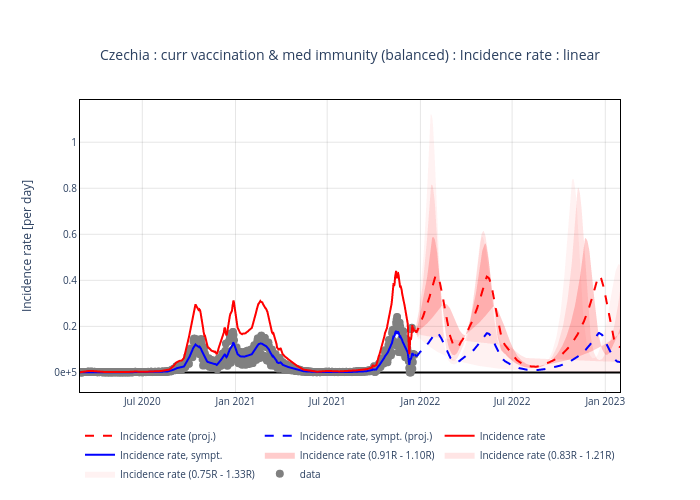 Czechia : curr vaccination & med immunity (balanced) : Incidence rate : linear
Incidence rate [per day]
1
0.8
0.6
0.4
0.2
0e+5
Jul 2020
Jan 2021
Jul 2021
Jan 2022
Jul 2022
Jan 2023
Incidence rate (proj.)
Incidence rate, sympt. (proj.)
Incidence rate
Incidence rate, sympt.
Incidence rate (0.91R - 1.10R)
Incidence rate (0.83R - 1.21R)
Incidence rate (0.75R - 1.33R)
data